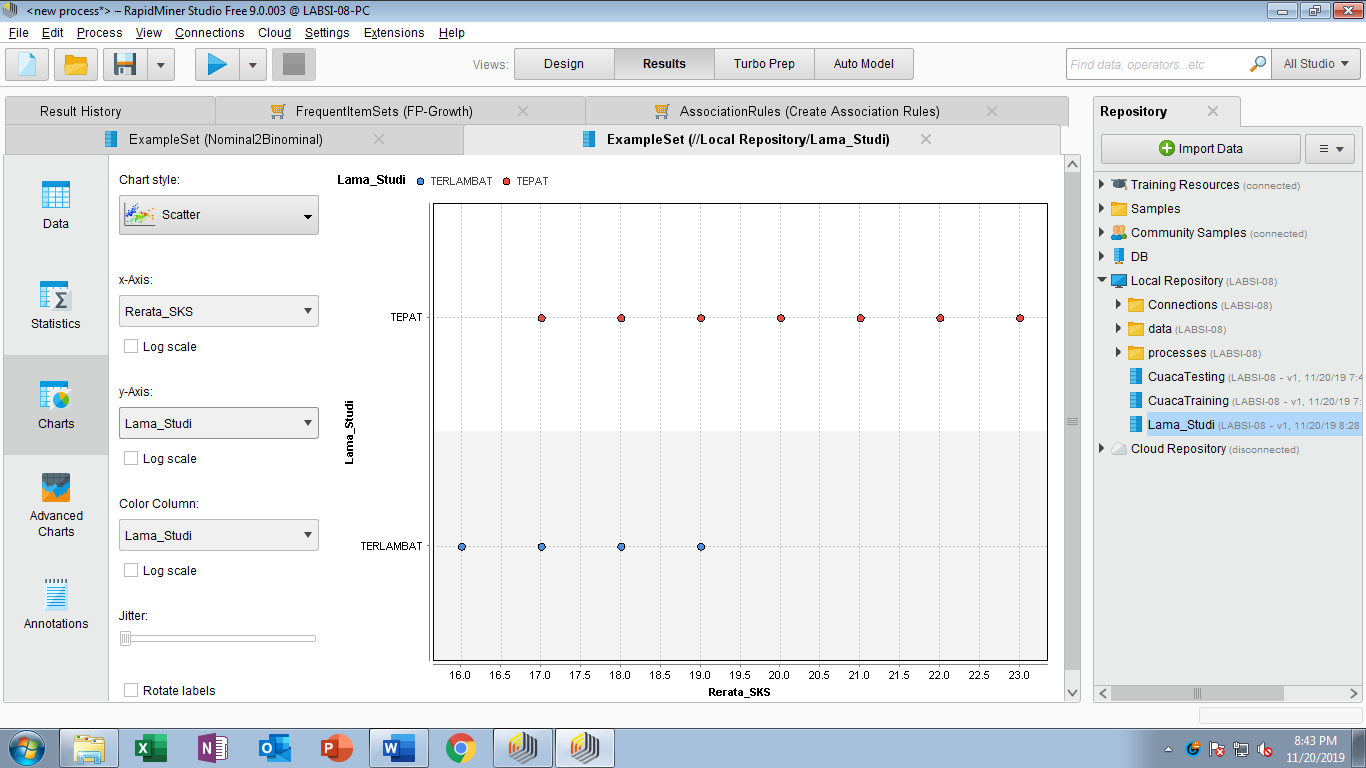 <new process*> – RapidMiner Studio Free 9.0.003 @ LABSI-08-PC
File Edit Process View Connections Cloud Settings Extensions Help
Views: Design Results Turbo Prep Auto Model Find data, operators...etc All Studio
Result History FrequentItemSets (FP-Growth) AssociationRules (Create Association Rules)
ExampleSet (Nominal2Binominal) ExampleSet (//Local Repository/Lama_Studi)
Data
Statistics
Charts
Advanced
Charts
Annotations
Chart style:
Scatter
x-Axis:
Rerata_SKS
Log scale
y-Axis:
Lama_Studi
Log scale
Color Column:
Lama_Studi
Log scale
Jitter:
Rotate labels
Lama_Studi TERLAMBAT TEPAT
TEPAT
Lama_Studi
TERLAMBAT
16.0 16.5 17.0 17.5 18.0 18.5 19.0 19.5 20.0 20.5 21.0 21.5 22.0 22.5 23.0
Rerata_SKS
Repository
Import Data
Training Resources (connected)
Samples
Community Samples (connected)
DB
Local Repository (LABSI-08)
Connections (LABSI-08)
data (LABSI-08)
processes (LABSI-08)
CuacaTesting (LABSI-08 - v1, 11/20/19 7:4
CuacaTraining (LABSI-08 - v1, 11/20/19 7:
Lama_Studi (LABSI-08 - v1, 11/20/19 8:28
Cloud Repository (disconnected)
8:43 PM
11/20/2019